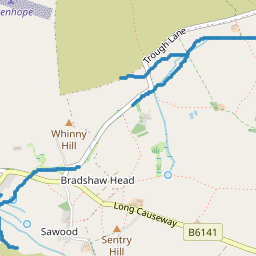 enhope
Trough Lane
Whinny
Hill
Bradshaw Head
Long Causeway
B6141
Sawood
Sentry
Hill